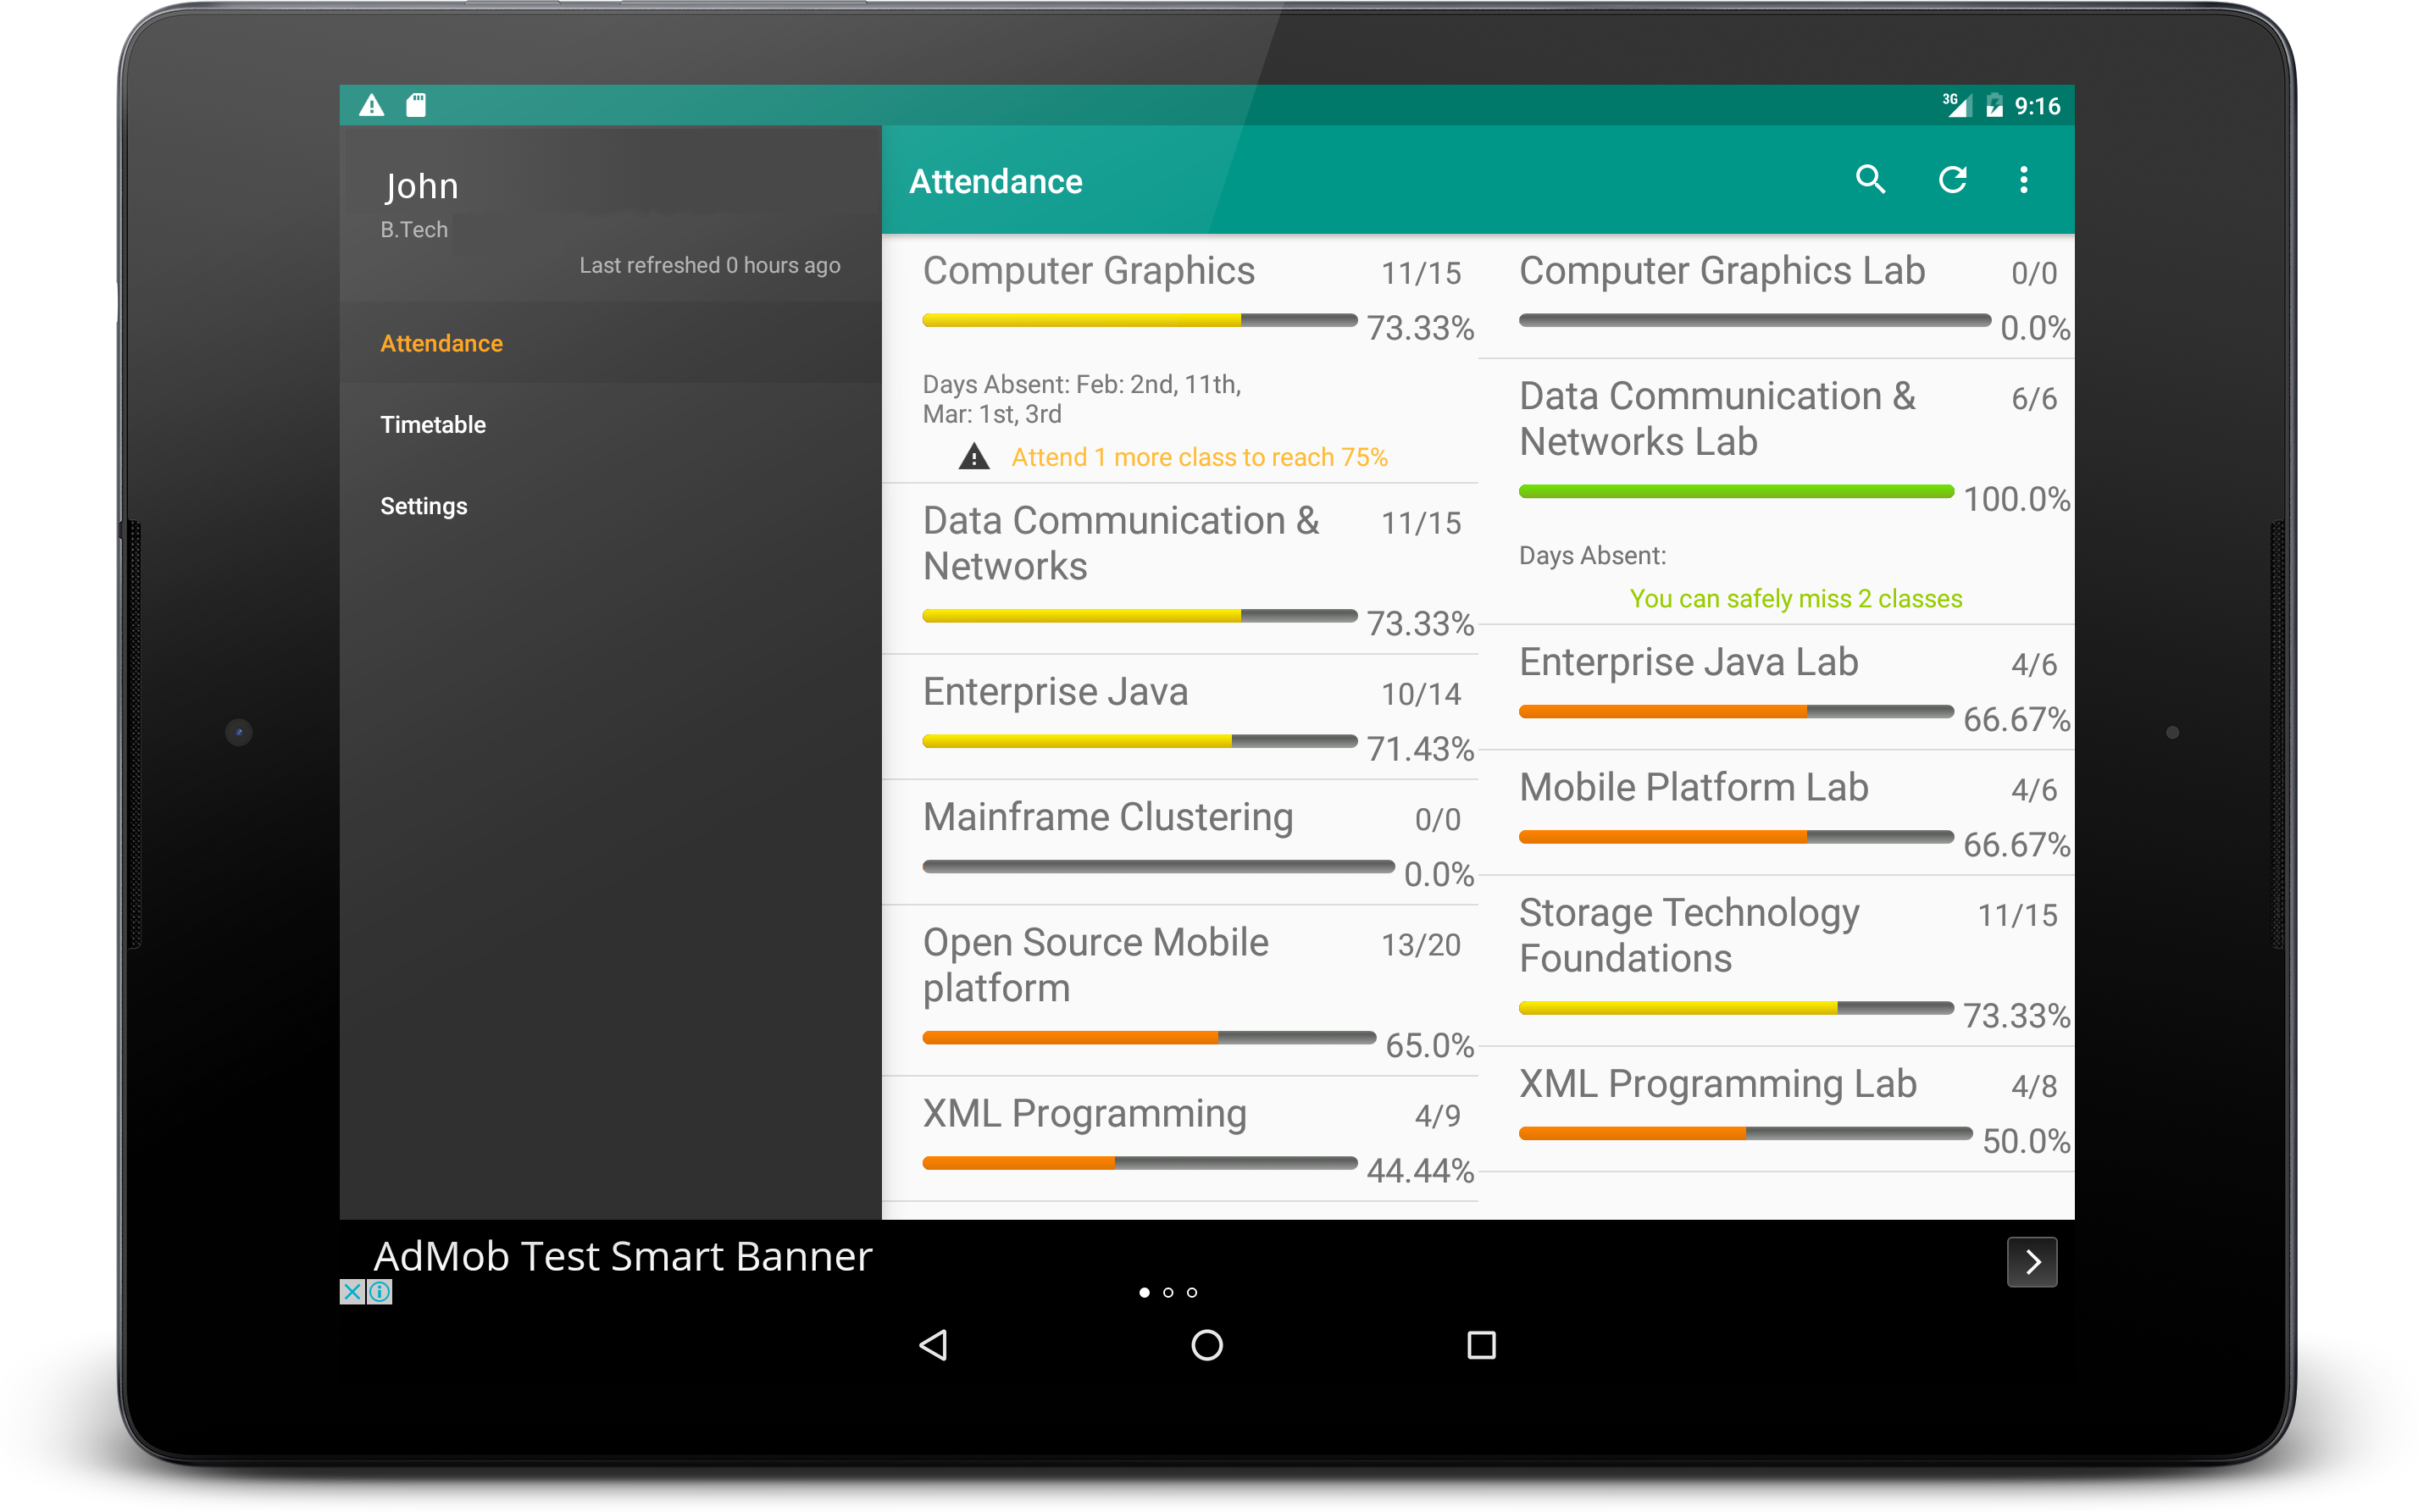 3G 9:16
John
B.Tech
Last refreshed 0 hours ago
Attendance
Timetable
Settings
Attendance
Computer Graphics 11/15
73.33%
Days Absent: Feb: 2nd, 11th,
Mar: 1st, 3rd
Attend 1 more class to reach 75%
Data Communication & 11/15
Networks
73.33%
Enterprise Java 10/14
71.43%
Mainframe Clustering 0/0
0.0%
Open Source Mobile 13/20
platform
65.0%
XML Programming 4/9
44.44%
Computer Graphics Lab 0/0
0.0%
Data Communication & 6/6
Networks Lab
100.0%
Days Absent:
You can safely miss 2 classes
Enterprise Java Lab 4/6
66.67%
Mobile Platform Lab 4/6
66.67%
Storage Technology 11/15
Foundations
73.33%
XML Programming Lab 4/8
50.0%
AdMob Test Smart Banner